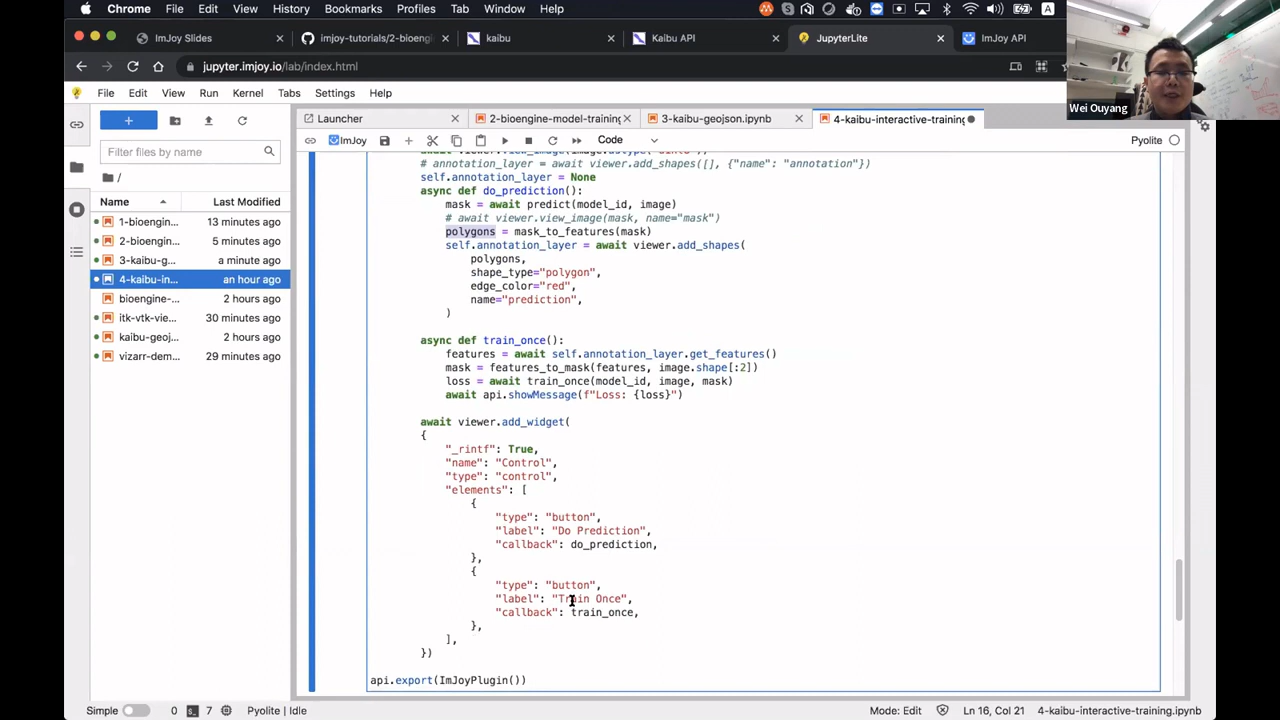 Chrome File Edit View History Bookmarks Profiles Tab Window Help
ImJoy Slides imjoy-tutorials/2-bioengi kaibu Kaibu API JupyterLite ImJoy API
jupyter.imjoy.io/lab/index.html
Wei Ouyang
File Edit View Run Kernel Tabs Settings Help
Launcher 2-bioengine-model-training 3-kaibu-geojson.ipynb 4-kaibu-interactive-training
ImJoy Code Pyolite
Filter files by name
/
Name Last Modified
1-bioengin... 13 minutes ago
2-bioengin... 5 minutes ago
3-kaibu-g... a minute ago
4-kaibu-in... an hour ago
bioengine-... 2 hours ago
itk-vtk-vie... 30 minutes ago
kaibu-geoj... 2 hours ago
vizarr-dem... 29 minutes ago
# annotation_layer = await viewer.add_shapes([], {"name": "annotation"})
self.annotation_layer = None
async def do_prediction():
mask = await predict(model_id, image)
# await viewer.view_image(mask, name="mask")
polygons = mask_to_features(mask)
self.annotation_layer = await viewer.add_shapes(
polygons,
shape_type="polygon",
edge_color="red",
name="prediction",
)
async def train_once():
features = await self.annotation_layer.get_features()
mask = features_to_mask(features, image.shape[:2])
loss = await train_once(model_id, image, mask)
await api.showMessage(f"Loss: {loss}")
await viewer.add_widget(
{
"_rintf": True,
"name": "Control",
"type": "control",
"elements": [
{
"type": "button",
"label": "Do Prediction",
"callback": do_prediction,
},
{
"type": "button",
"label": "Train Once",
"callback": train_once,
},
],
})
api.export(ImJoyPlugin())
Simple 0 7 Pyolite | Idle Mode: Edit Ln 16, Col 21 4-kaibu-interactive-training.ipynb